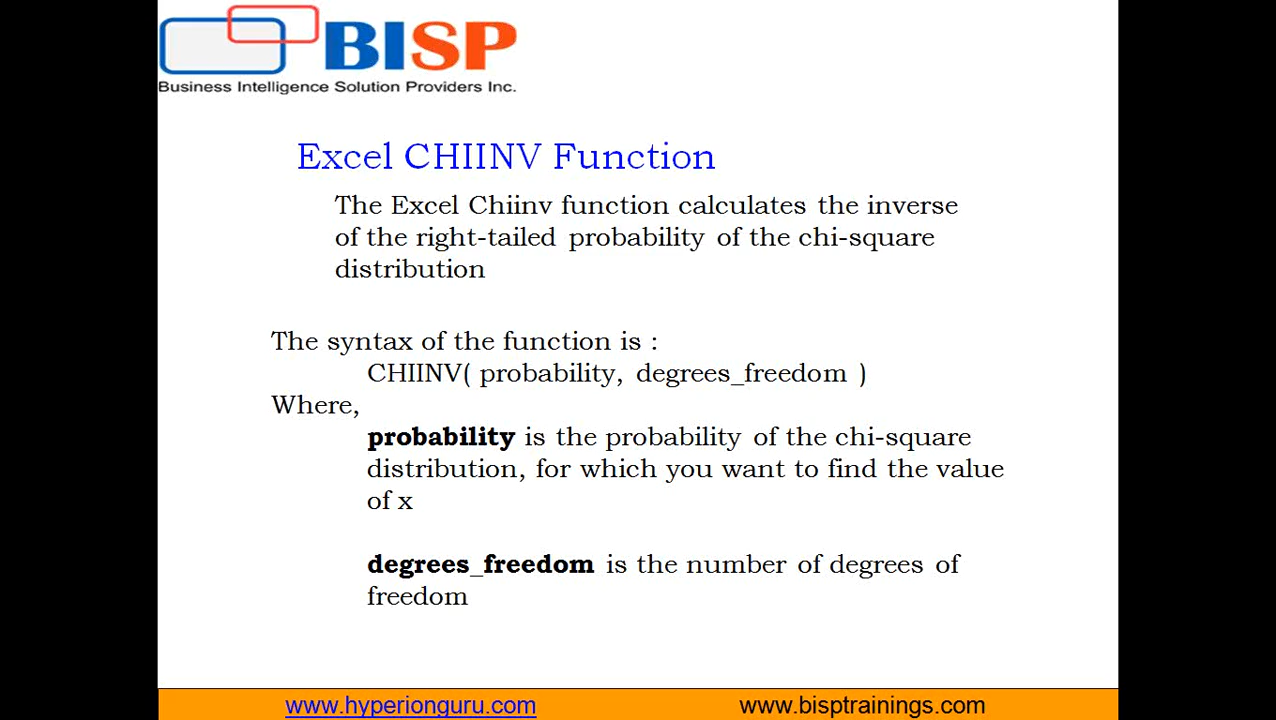 BISP
Business Intelligence Solution Providers Inc.
Excel CHIINV Function
The Excel Chiinv function calculates the inverse
of the right-tailed probability of the chi-square
distribution
The syntax of the function is :
CHIINV( probability, degrees_freedom )
Where,
probability is the probability of the chi-square
distribution, for which you want to find the value
of x
degrees_freedom is the number of degrees of
freedom
www.hyperionguru.com www.bisptrainings.com